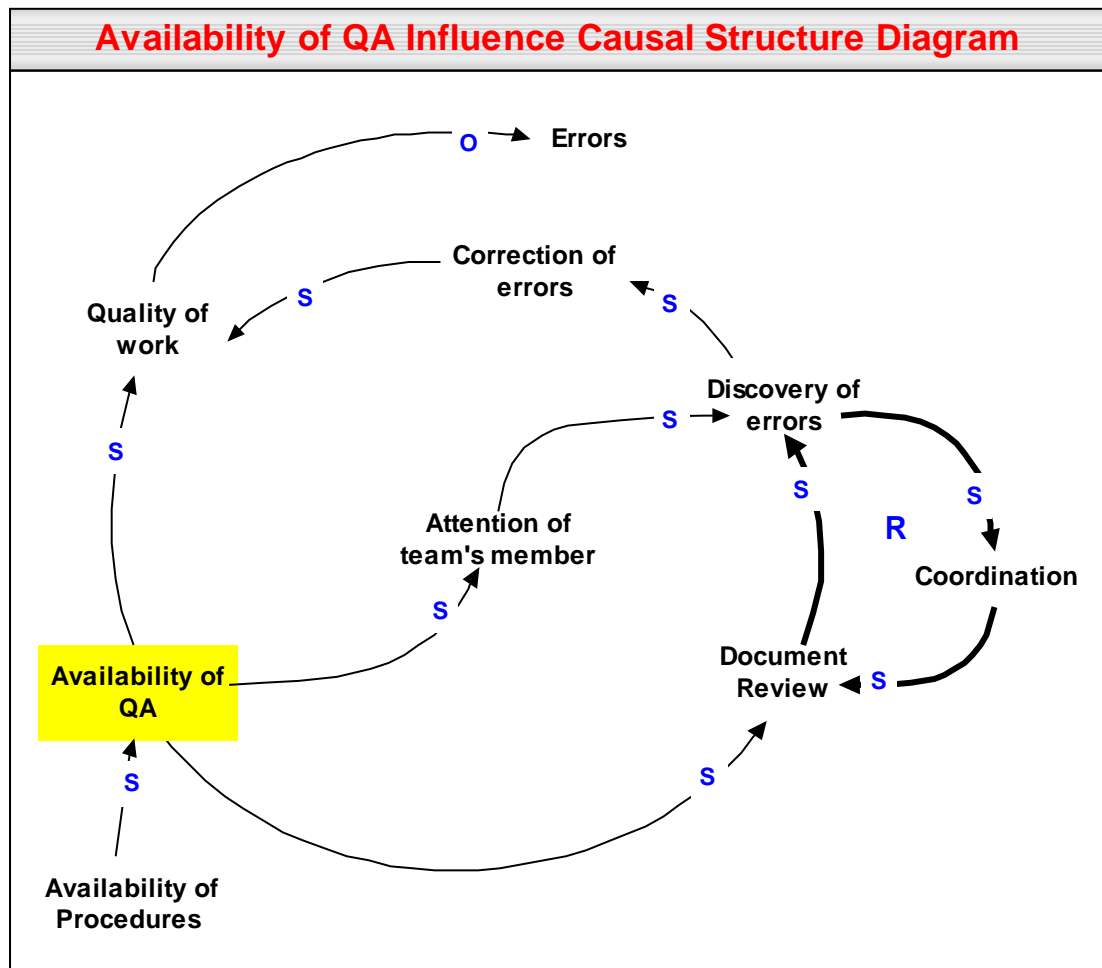 Availability of QA Influence Causal Structure Diagram
O
Errors
Correction of
errors
S
S
Quality of
work
Discovery of
errors
S
S
S
S
R
Attention of
team's member
Coordination
S
Document
Review
S
Availability of
QA
S
S
Availability of
Procedures